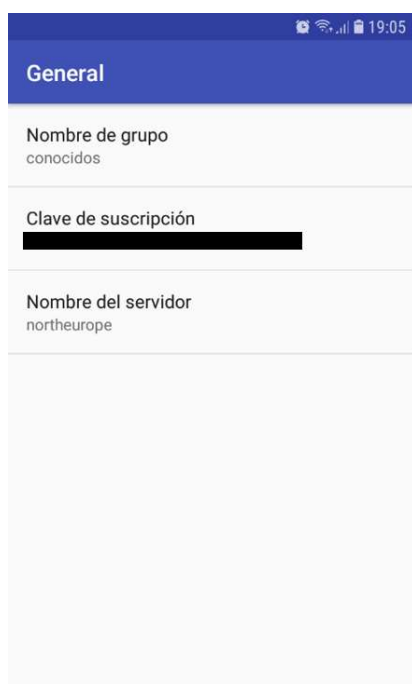 19:05
General
Nombre de grupo
conocidos
Clave de suscripción
Nombre del servidor
northeurope